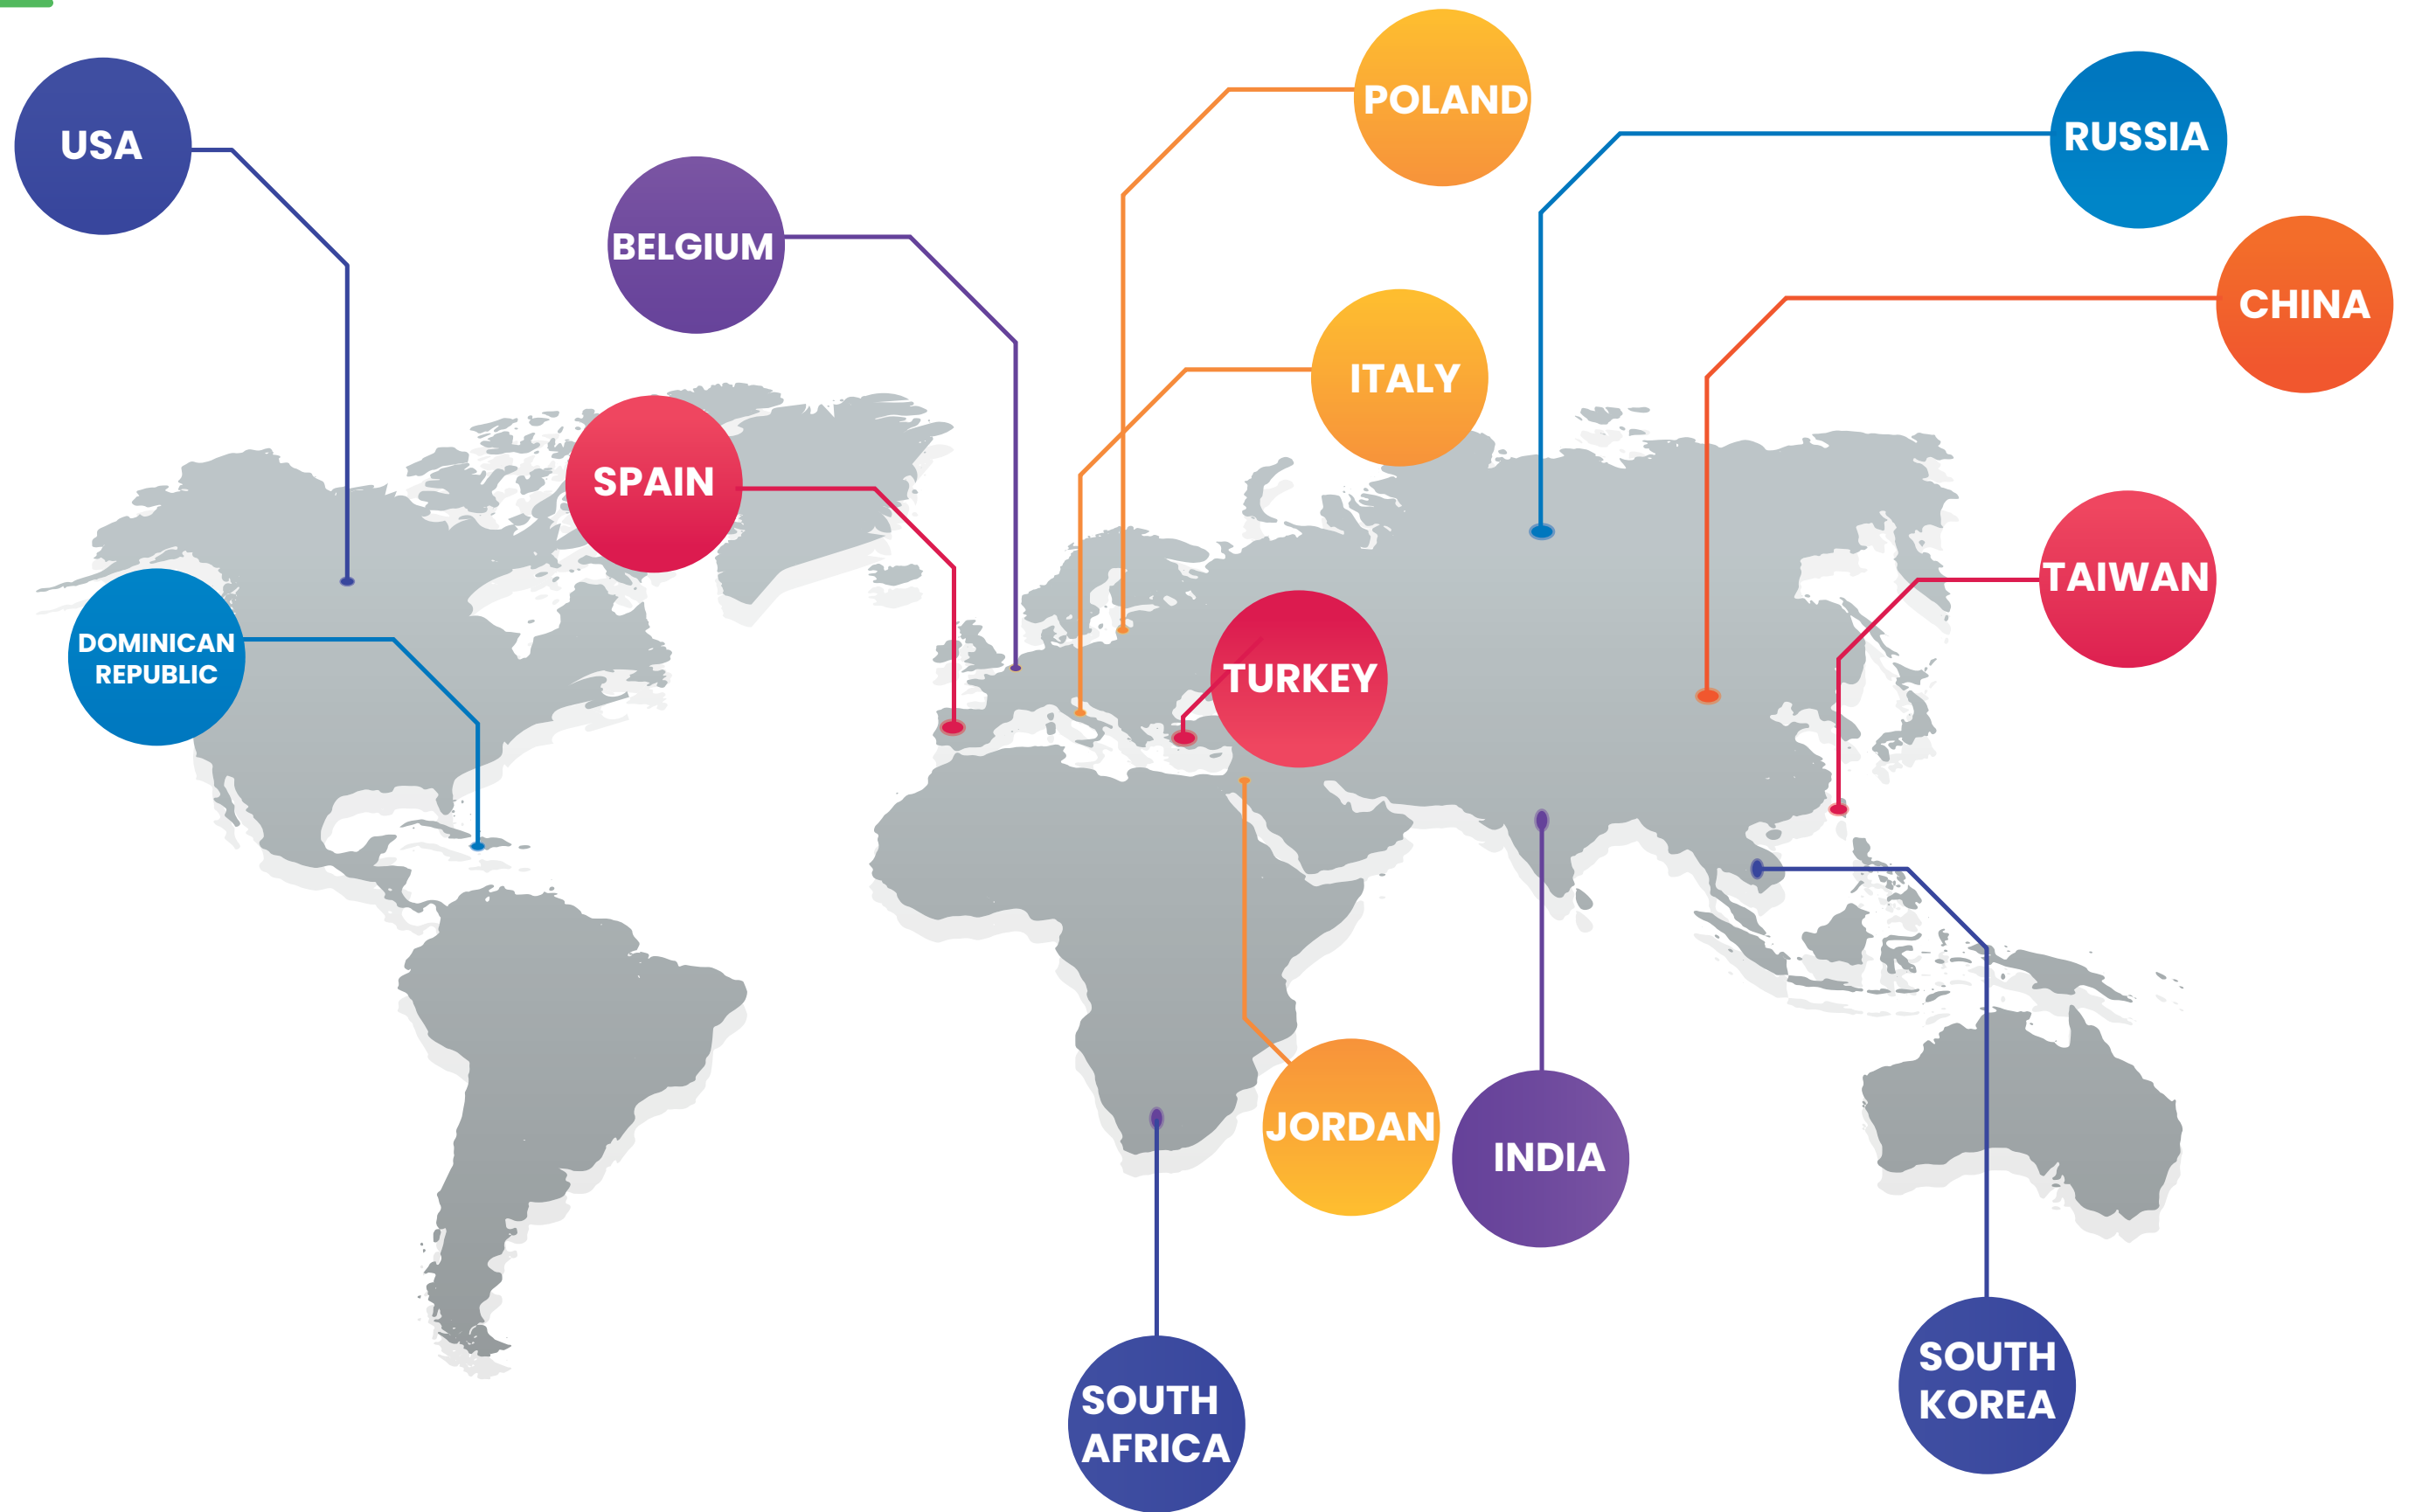 POLAND
USA
RUSSIA
BELGIUM
CHINA
ITALY
SPAIN
TAIWAN
DOMINICAN
REPUBLIC
TURKEY
JORDAN
INDIA
SOUTH
KOREA
SOUTH
AFRICA